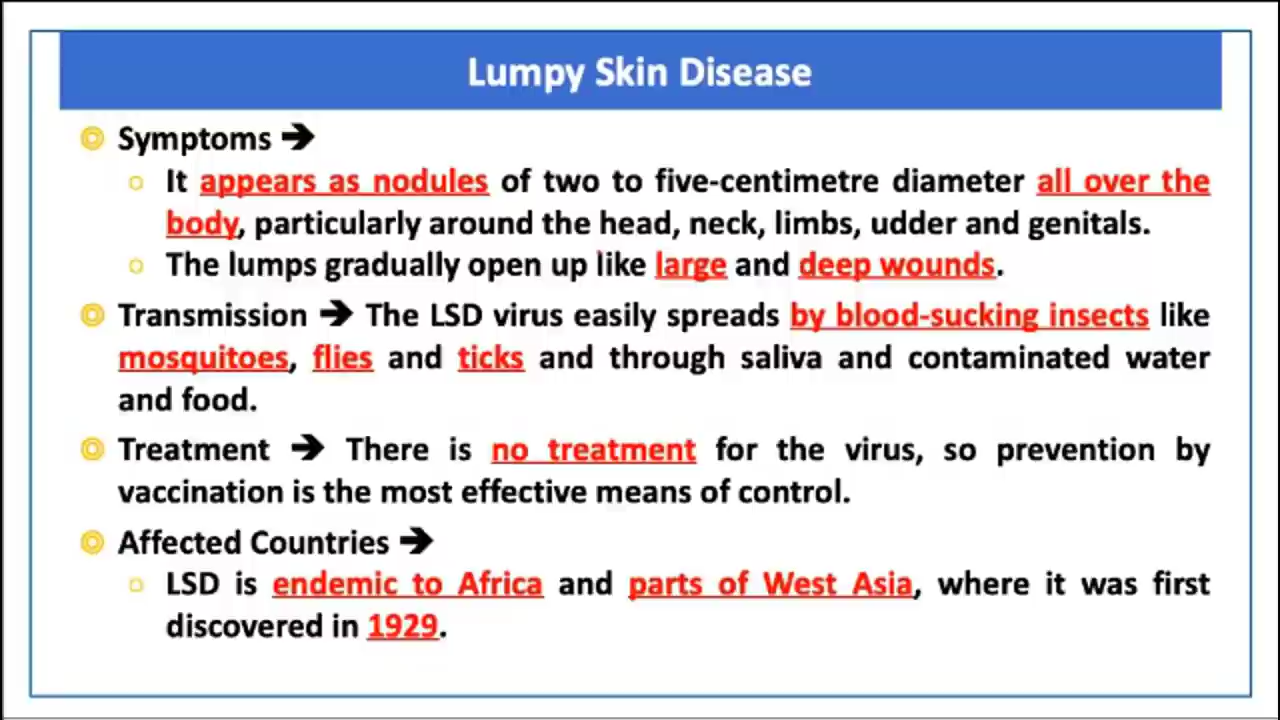 Lumpy Skin Disease
Symptoms ➔
It appears as nodules of two to five-centimetre diameter all over the
body, particularly around the head, neck, limbs, udder and genitals.
The lumps gradually open up like large and deep wounds.
Transmission ➔ The LSD virus easily spreads by blood-sucking insects like
mosquitoes, flies and ticks and through saliva and contaminated water
and food.
Treatment ➔ There is no treatment for the virus, so prevention by
vaccination is the most effective means of control.
Affected Countries ➔
LSD is endemic to Africa and parts of West Asia, where it was first
discovered in 1929.